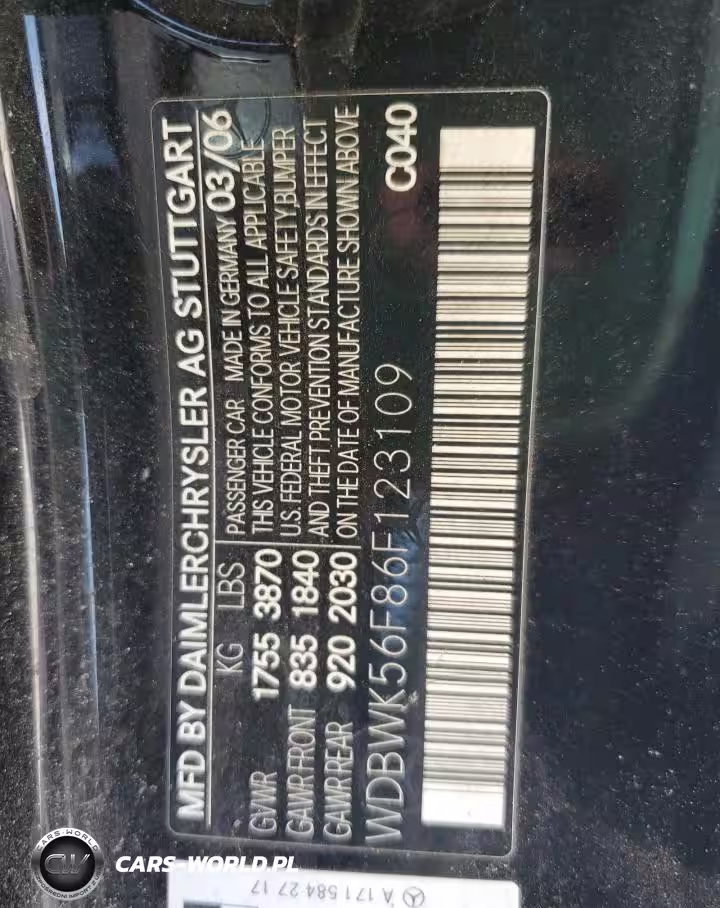 MFD BY DAIMLERCHRYSLER AG STUTTGART
KG LBS PASSENGER CAR MADE IN GERMANY 03/06
GVWR 1755 3870 THIS VEHICLE CONFORMS TO ALL APPLICABLE
GAWR FRONT 835 1840 U.S. FEDERAL MOTOR VEHICLE SAFETY, BUMPER
GAWR REAR 920 2030 AND THEFT PREVENTION STANDARDS IN EFFECT
ON THE DATE OF MANUFACTURE SHOWN ABOVE
WDBWK56F86F123109 C040
A 171 584 27 17
CARS-WORLD
CW
CARS-WORLD.PL